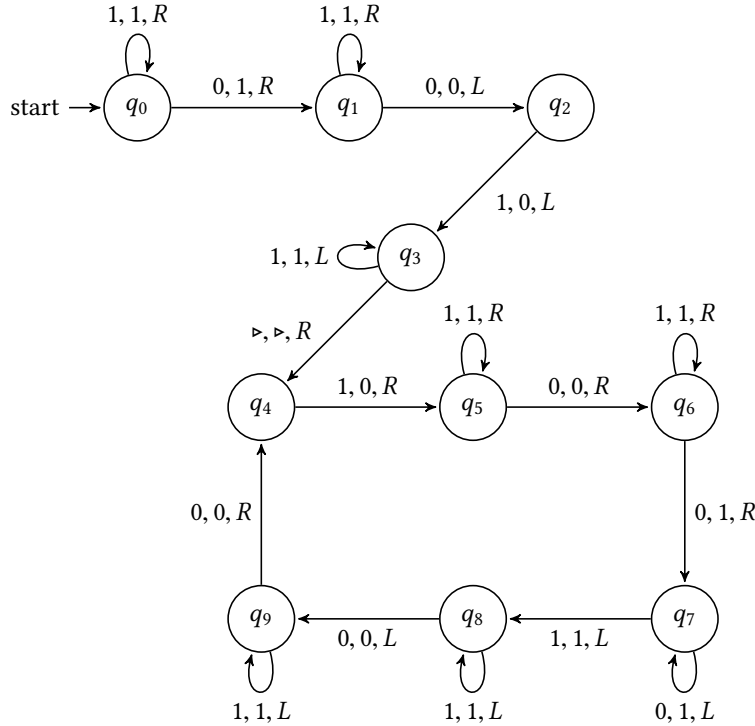 1, 1, R 1, 1, R
start q₀ 0, 1, R q₁ 0, 0, L q₂
1, 0, L
1, 1, L q₃
▹, ▹, R 1, 1, R 1, 1, R
q₄ 1, 0, R q₅ 0, 0, R q₆
0, 0, R 0, 1, R
q₉ 0, 0, L q₈ 1, 1, L q₇
1, 1, L 1, 1, L 0, 1, L